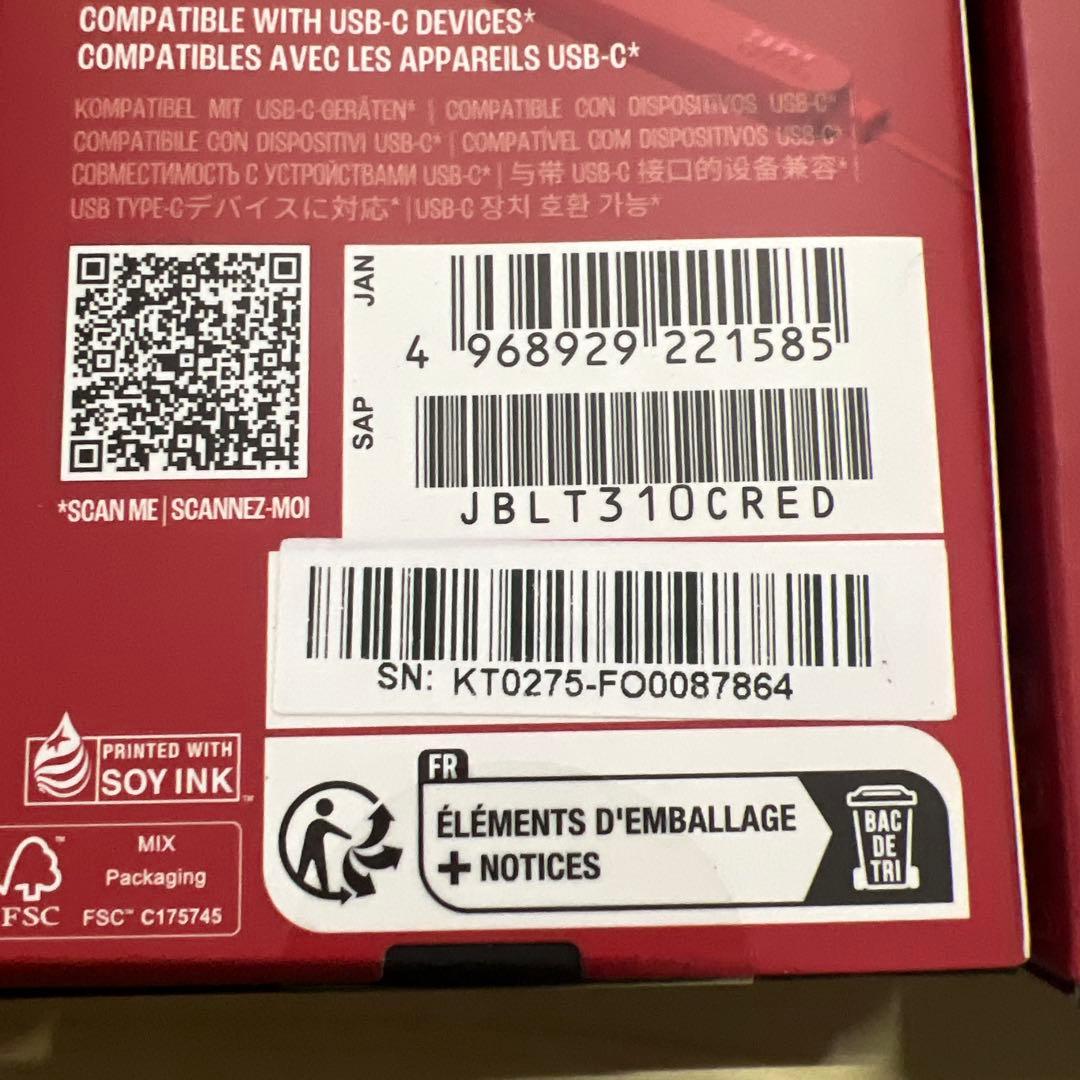 COMPATIBLE WITH USB-C DEVICES*
COMPATIBLES AVEC LES APPAREILS USB-C*
KOMPATIBEL MIT USB-C-GERÄTEN* | COMPATIBLE CON DISPOSITIVOS USB-C* |
COMPATIBILE CON DISPOSITIVI USB-C* | COMPATÍVEL COM DISPOSITIVOS USB-C* |
СОВМЕСТИМОСТЬ С УСТРОЙСТВАМИ USB-C* | 与带 USB-C 接口的设备兼容* |
USB TYPE-Cデバイスに対応* | USB-C 장치 호환 가능*
JAN
4 968929 221585
SAP
JBLT310CRED
*SCAN ME | SCANNEZ-MOI
SN: KT0275-FO0087864
PRINTED WITH
SOY INK™
FR
ÉLÉMENTS D'EMBALLAGE
+ NOTICES
BAC
DE
TRI
FSC™
MIX
Packaging
FSC™ C175745